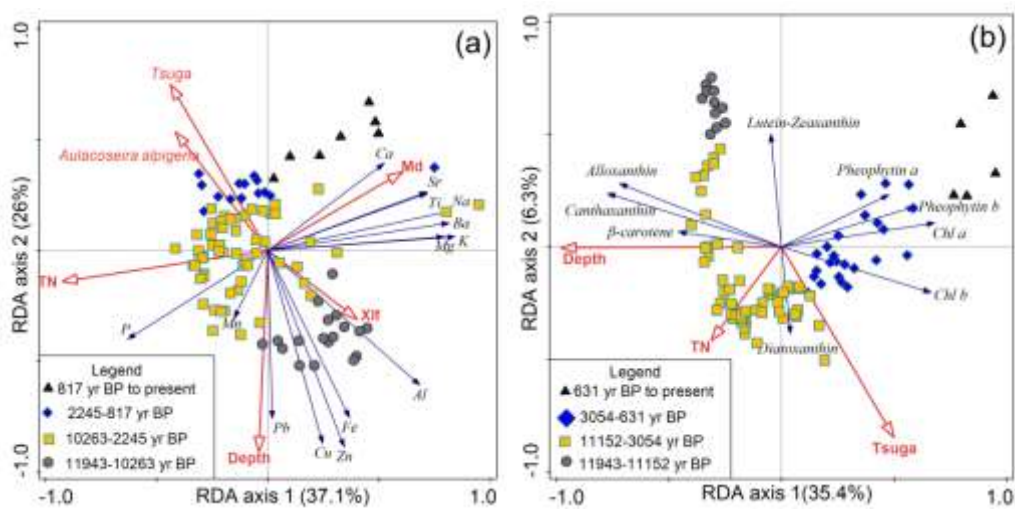 1.0
(a)
Tsuga
Aulacoseira alpigena
Ca
Md
Sr
Ti Na
Ba
Mg K
TN
P
Mn
Xlf
Al
Pb
Fe
Cu
Zn
Depth
RDA axis 2 (26%)
Legend
817 yr BP to present
2245-817 yr BP
10263-2245 yr BP
11943-10263 yr BP
-1.0
-1.0
RDA axis 1 (37.1%)
1.0
1.0
(b)
Lutein-Zeaxanthin
Alloxanthin
Canthaxanthin
β-carotene
Pheophytin a
Pheophytin b
Chl a
Chl b
Depth
TN
Diatoxanthin
Tsuga
RDA axis 2 (6.3%)
Legend
631 yr BP to present
3054-631 yr BP
11152-3054 yr BP
11943-11152 yr BP
-1.0
-1.0
RDA axis 1(35.4%)
1.0